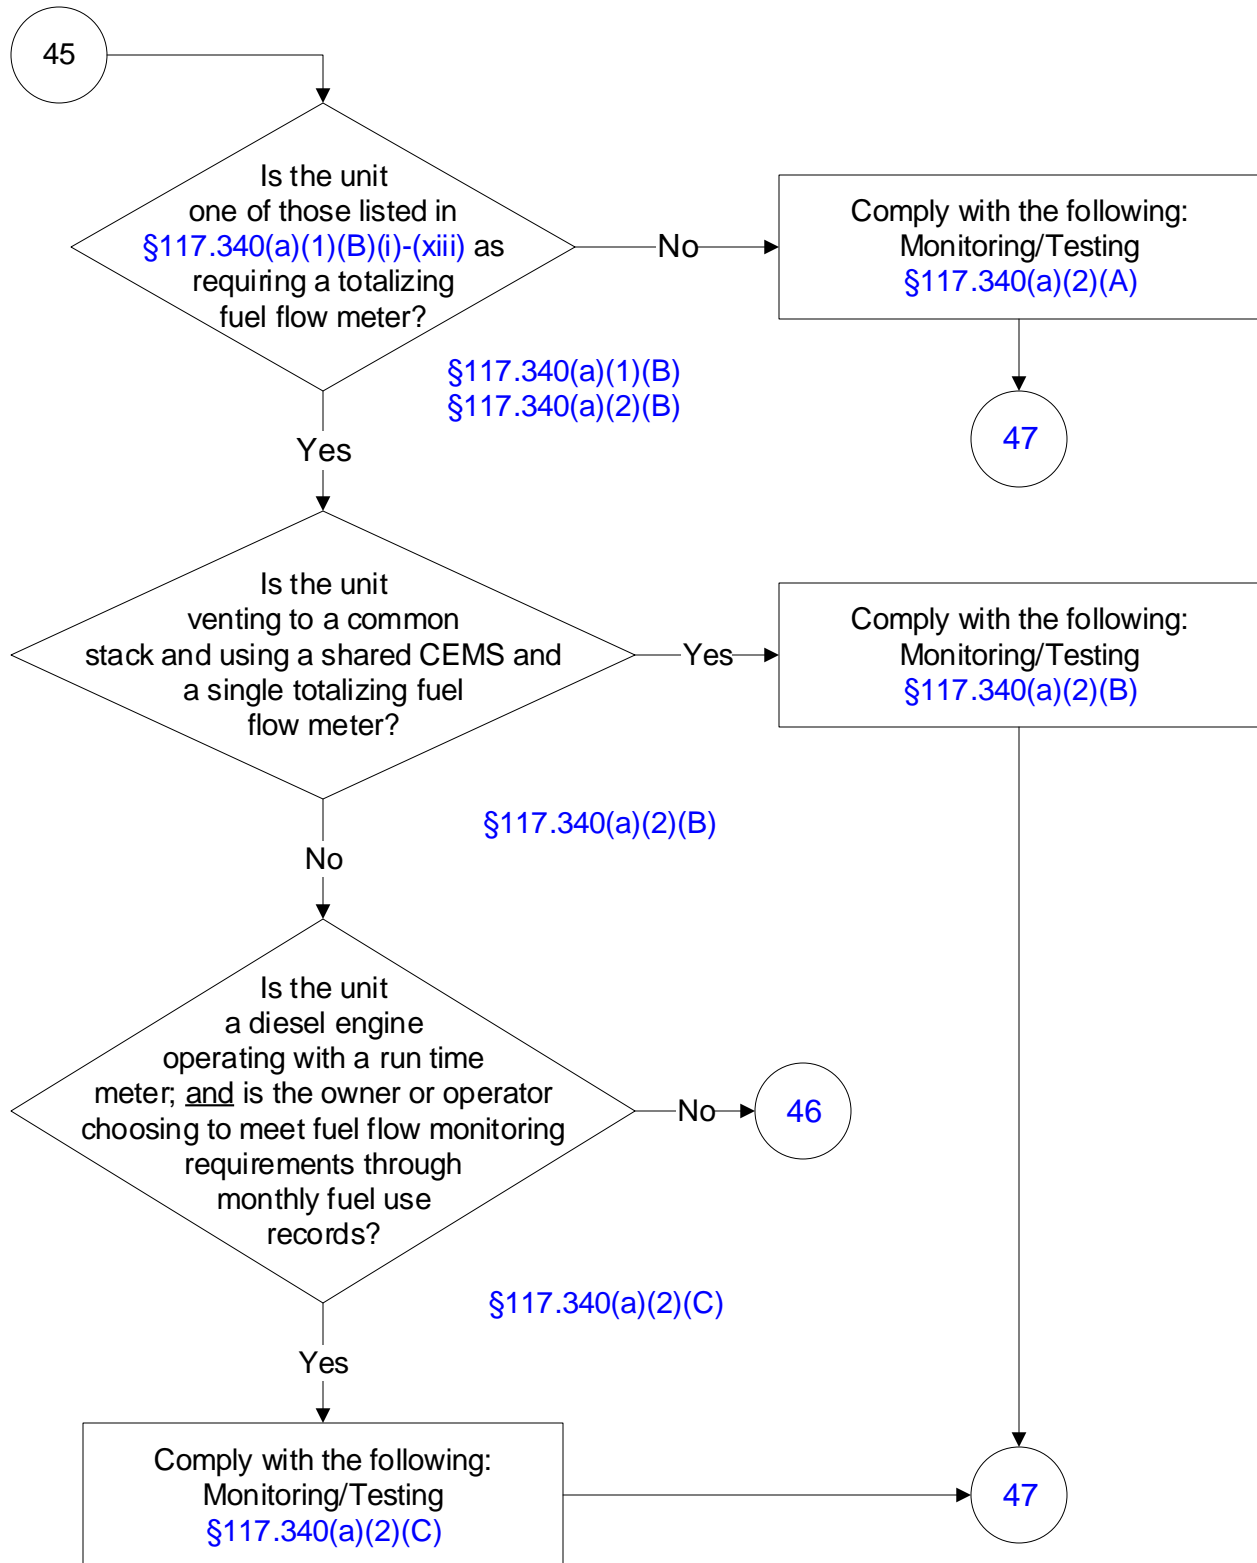 45
Is the unit
one of those listed in
§117.340(a)(1)(B)(i)-(xiii) as
requiring a totalizing
fuel flow meter?
No
Comply with the following:
Monitoring/Testing
§117.340(a)(2)(A)
§117.340(a)(1)(B)
§117.340(a)(2)(B)
47
Yes
Is the unit
venting to a common
stack and using a shared CEMS and
a single totalizing fuel
flow meter?
Yes
Comply with the following:
Monitoring/Testing
§117.340(a)(2)(B)
§117.340(a)(2)(B)
No
Is the unit
a diesel engine
operating with a run time
meter; and is the owner or operator
choosing to meet fuel flow monitoring
requirements through
monthly fuel use
records?
No
46
§117.340(a)(2)(C)
Yes
Comply with the following:
Monitoring/Testing
§117.340(a)(2)(C)
47